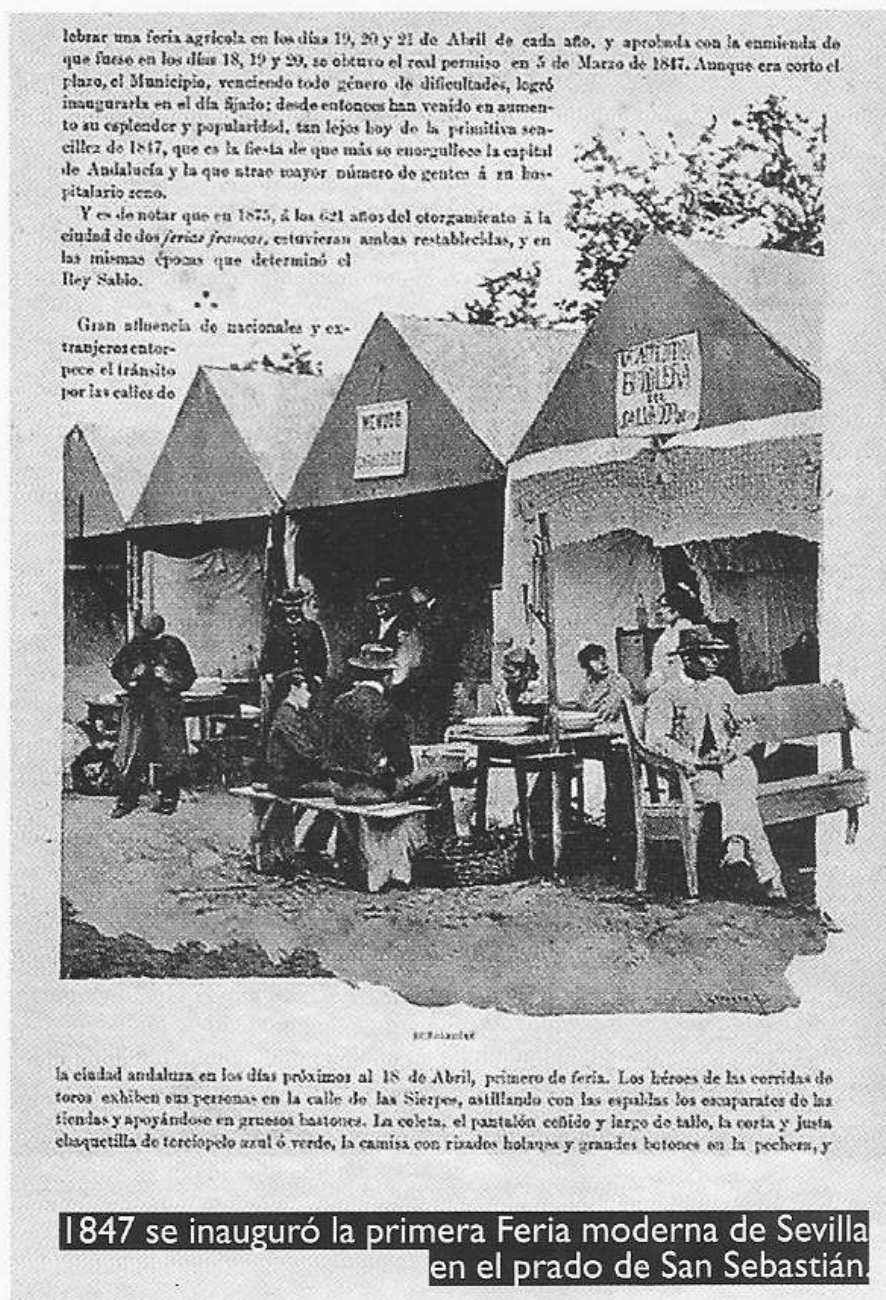 lebrar una feria agrícola en los días 19, 20 y 21 de Abril de cada año, y aprobada con la enmienda de
que fuese en los días 18, 19 y 20, se obtuvo el real permiso en 5 de Marzo de 1847. Aunque era corto el
plazo, el Municipio, venciendo todo género de dificultades, logró
inaugurarla en el día fijado; desde entonces han venido en aumen-
to su esplendor y popularidad, tan lejos hoy de la primitiva sen-
cillez de 1847, que es la fiesta de que más se enorgullece la capital
de Andalucía y la que atrae mayor número de gentes á su hos-
pitalario seno.
Y es de notar que en 1875, á los 621 años del otorgamiento á la
ciudad de dos ferias francas, estuvieran ambas restablecidas, y en
las mismas épocas que determinó el
Rey Sabio.
Gran afluencia de nacionales y ex-
tranjeros entor-
pece el tránsito
por las calles de
MENUDO
Y
BUÑOLERA
DEL
SALLADO
la ciudad andaluza en los días próximos al 18 de Abril, primero de feria. Los héroes de las corridas de
toros exhiben sus personas en la calle de las Sierpes, astillando con las espaldas los escaparates de las
tiendas y apoyándose en gruesos bastones. La coleta, el pantalón ceñido y largo de talle, la corta y justa
chaquetilla de terciopelo azul ó verde, la camisa con rizados holanes y grandes botones en la pechera, y
1847 se inauguró la primera Feria moderna de Sevilla
en el prado de San Sebastián.